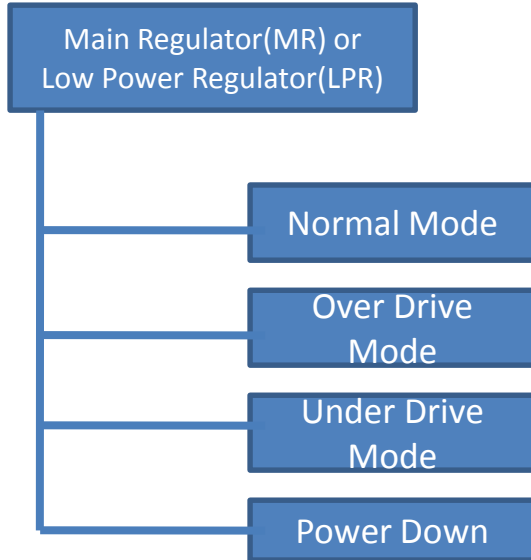 Main Regulator(MR) or
Low Power Regulator(LPR)
Normal Mode
Over Drive
Mode
Under Drive
Mode
Power Down